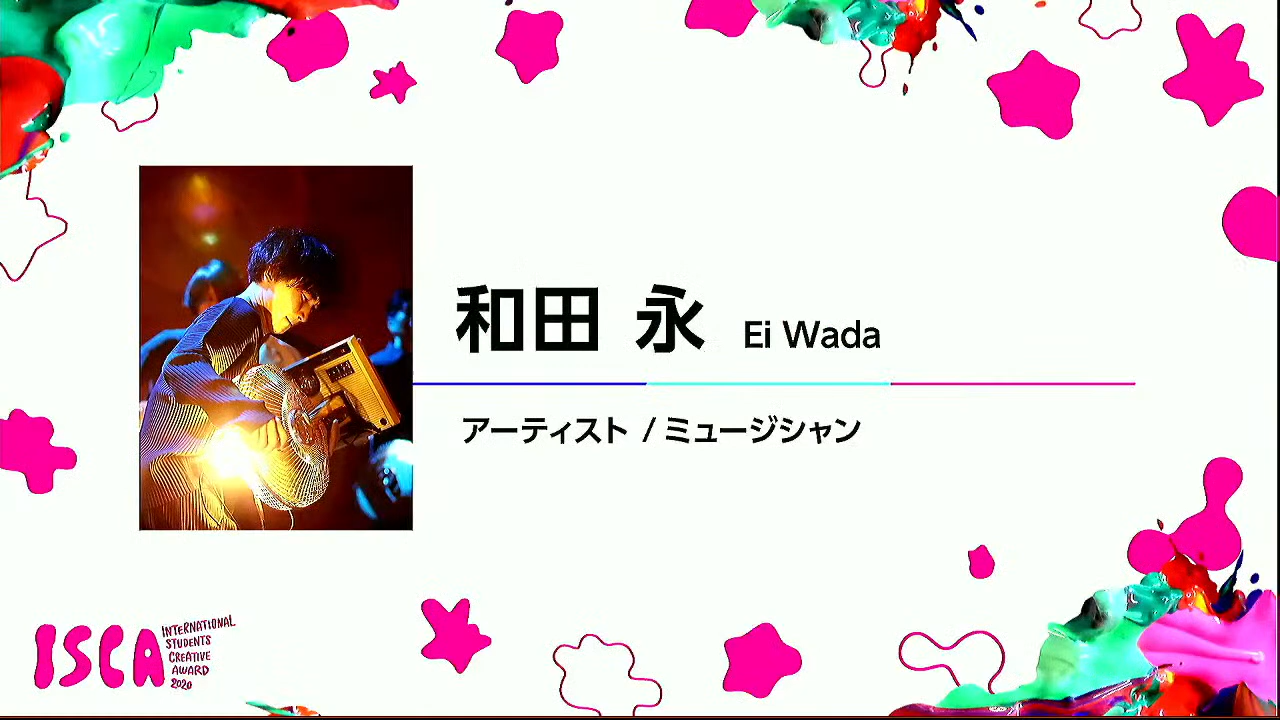 和田 永 Ei Wada
アーティスト / ミュージシャン
ISCA
INTERNATIONAL
STUDENTS
CREATIVE
AWARD
2020